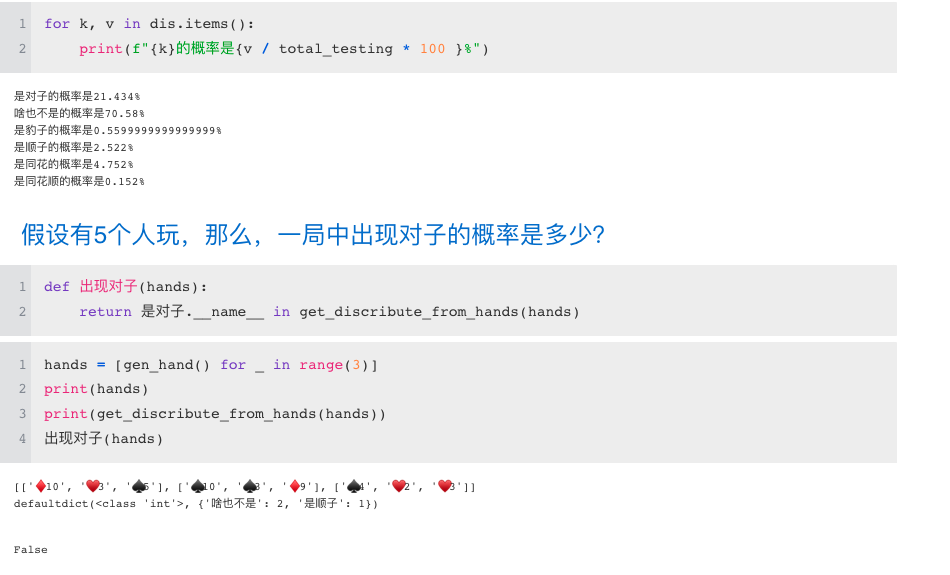 1 for k, v in dis.items():
2     print(f"{k}的概率是{v / total_testing * 100 }%")
是对子的概率是21.434%
啥也不是的概率是70.58%
是豹子的概率是0.5599999999999999%
是顺子的概率是2.522%
是同花的概率是4.752%
是同花顺的概率是0.152%
假设有5个人玩，那么，一局中出现对子的概率是多少?
1 def 出现对子(hands):
2     return 是对子.__name__ in get_discribute_from_hands(hands)
1 hands = [gen_hand() for _ in range(3)]
2 print(hands)
3 print(get_discribute_from_hands(hands))
4 出现对子(hands)
[['♦10', '♥3', '♠5'], ['♠10', '♠3', '♦9'], ['♠4', '♥2', '♥3']]
defaultdict(<class 'int'>, {'啥也不是': 2, '是顺子': 1})
False